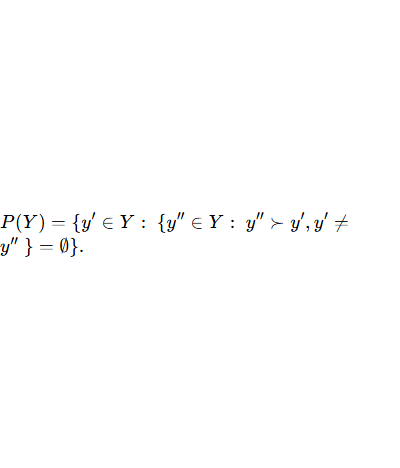 P(Y) = {y′ ∈ Y : {y″ ∈ Y : y″ ≻ y′, y′ ≠
y″ } = ∅}.